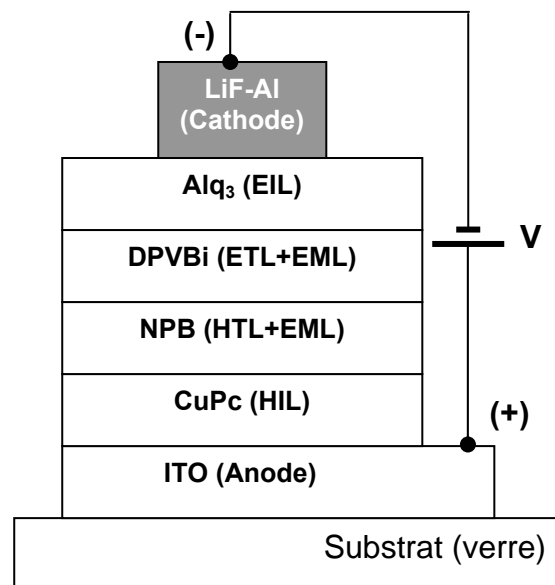 (-)
LiF-Al
(Cathode)
Alq₃ (EIL)
DPVBi (ETL+EML)
V
NPB (HTL+EML)
CuPc (HIL)
(+)
ITO (Anode)
Substrat (verre)